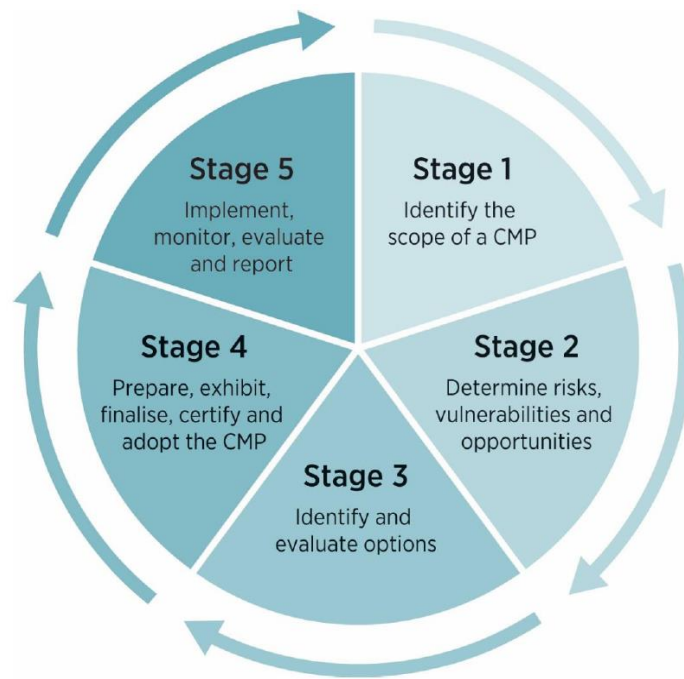 Stage 1
Identify the
scope of a CMP
Stage 2
Determine risks,
vulnerabilities and
opportunities
Stage 3
Identify and
evaluate options
Stage 4
Prepare, exhibit,
finalise, certify and
adopt the CMP
Stage 5
Implement,
monitor, evaluate
and report